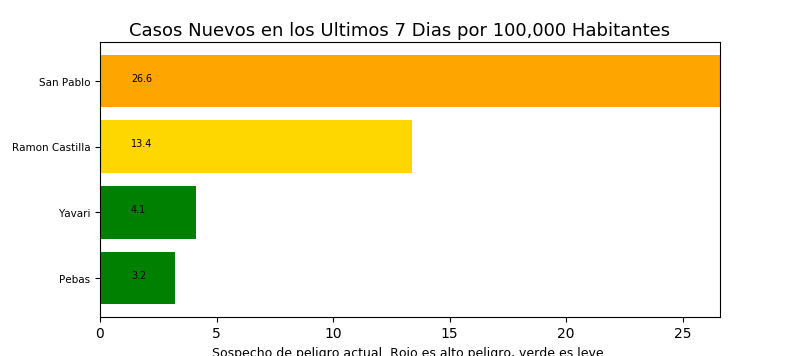 Casos Nuevos en los Ultimos 7 Dias por 100,000 Habitantes
San Pablo 26.6
Ramon Castilla 13.4
Yavari 4.1
Pebas 3.2
0 5 10 15 20 25
Sospecho de peligro actual. Rojo es alto peligro, verde es leve